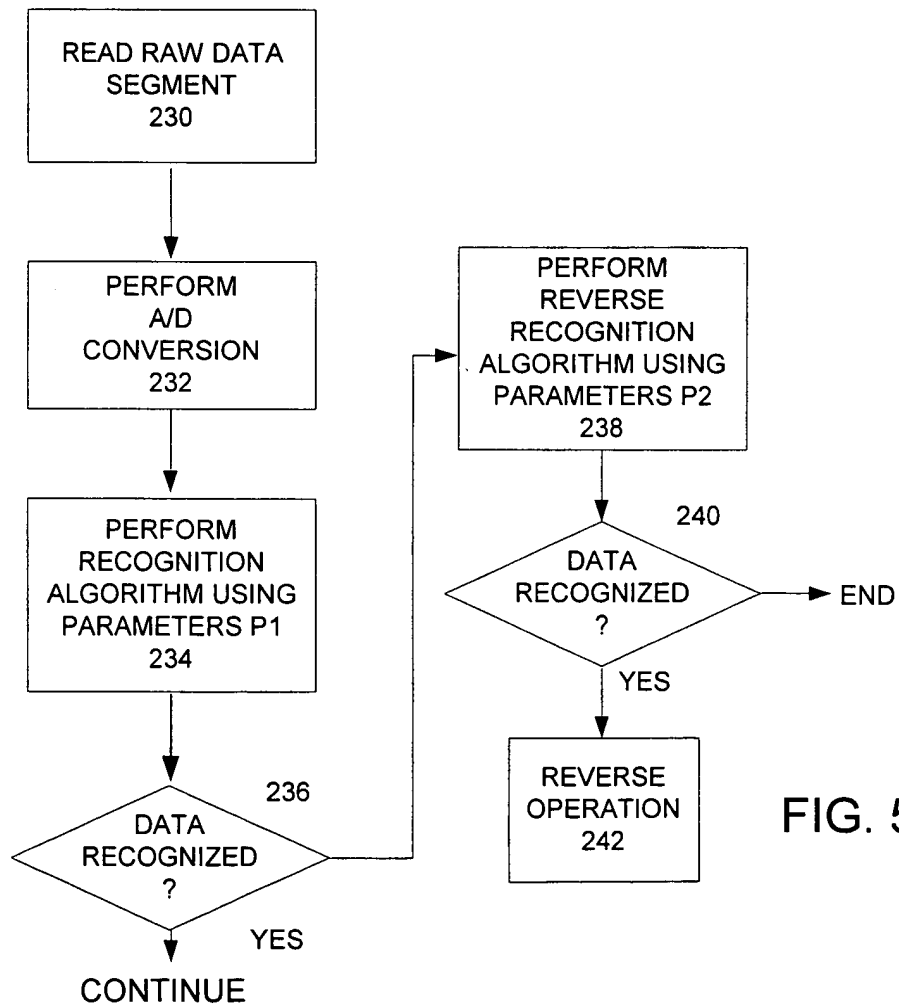 READ RAW DATA
SEGMENT
230
PERFORM
A/D
CONVERSION
232
PERFORM
RECOGNITION
ALGORITHM USING
PARAMETERS P1
234
236
DATA
RECOGNIZED
?
YES
CONTINUE
PERFORM
REVERSE
RECOGNITION
ALGORITHM USING
PARAMETERS P2
238
240
DATA
RECOGNIZED
?
END
YES
REVERSE
OPERATION
242
FIG. 5